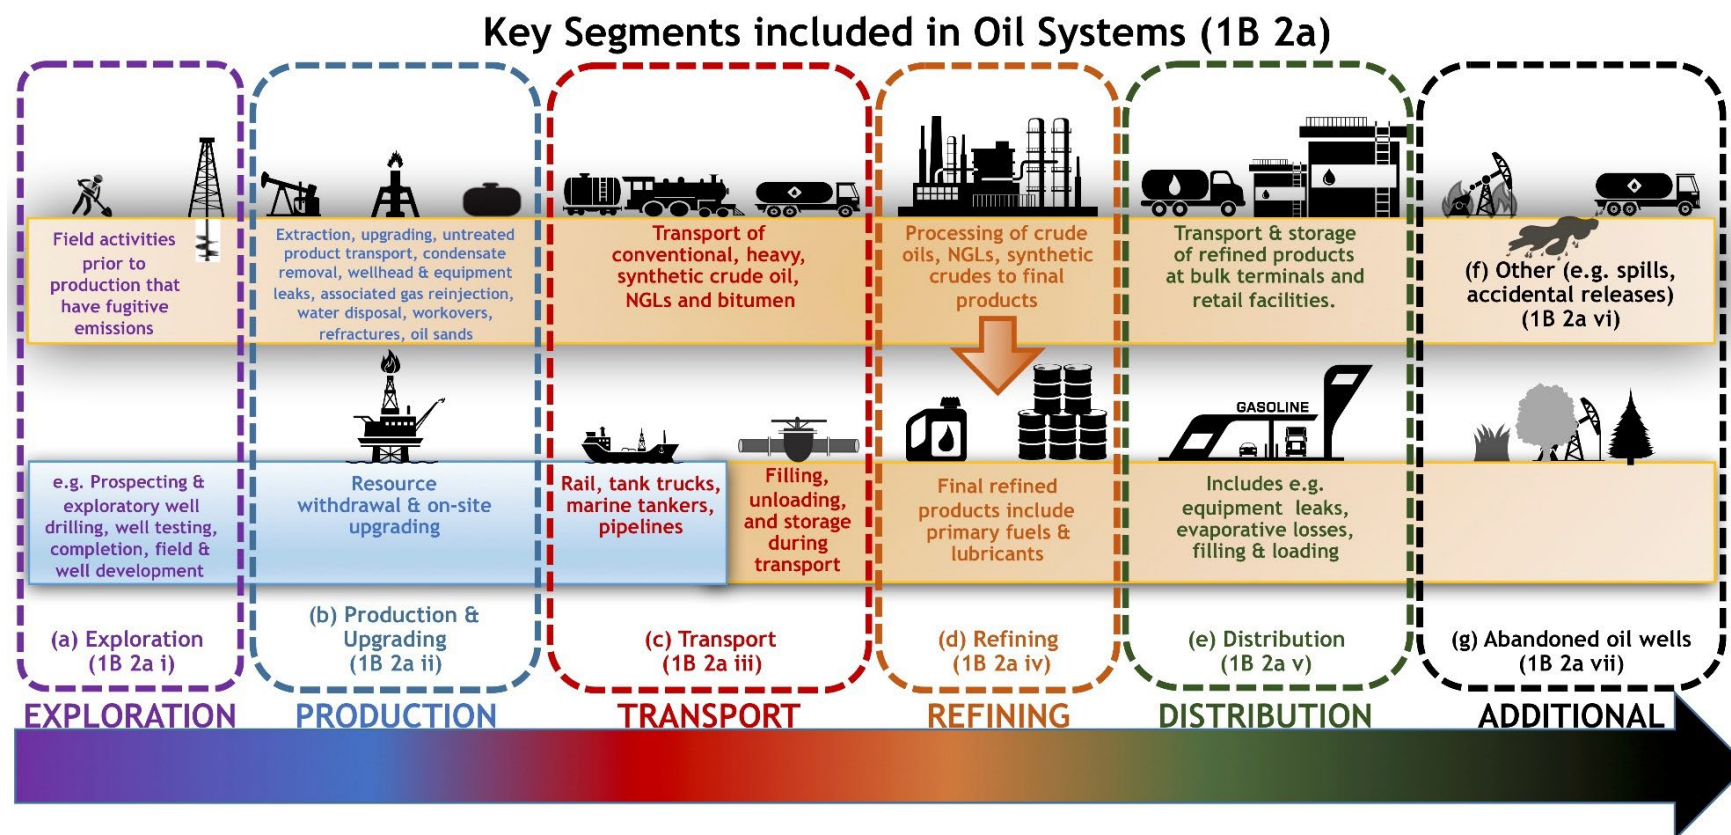 Key Segments included in Oil Systems (1B 2a)
Field activities
prior to
production that
have fugitive
emissions
e.g. Prospecting &
exploratory well
drilling, well testing,
completion, field &
well development
(a) Exploration
(1B 2a i)
EXPLORATION
Extraction, upgrading, untreated
product transport, condensate
removal, wellhead & equipment
leaks, associated gas reinjection,
water disposal, workovers,
refractures, oil sands
Resource
withdrawal & on-site
upgrading
(b) Production &
Upgrading
(1B 2a ii)
PRODUCTION
Transport of
conventional, heavy,
synthetic crude oil,
NGLs and bitumen
Rail, tank trucks,
marine tankers,
pipelines
Filling,
unloading,
and storage
during
transport
(c) Transport
(1B 2a iii)
TRANSPORT
Processing of crude
oils, NGLs, synthetic
crudes to final
products
Final refined
products include
primary fuels &
lubricants
(d) Refining
(1B 2a iv)
REFINING
Transport & storage
of refined products
at bulk terminals and
retail facilities.
GASOLINE
Includes e.g.
equipment leaks,
evaporative losses,
filling & loading
(e) Distribution
(1B 2a v)
DISTRIBUTION
(f) Other (e.g. spills,
accidental releases)
(1B 2a vi)
(g) Abandoned oil wells
(1B 2a vii)
ADDITIONAL